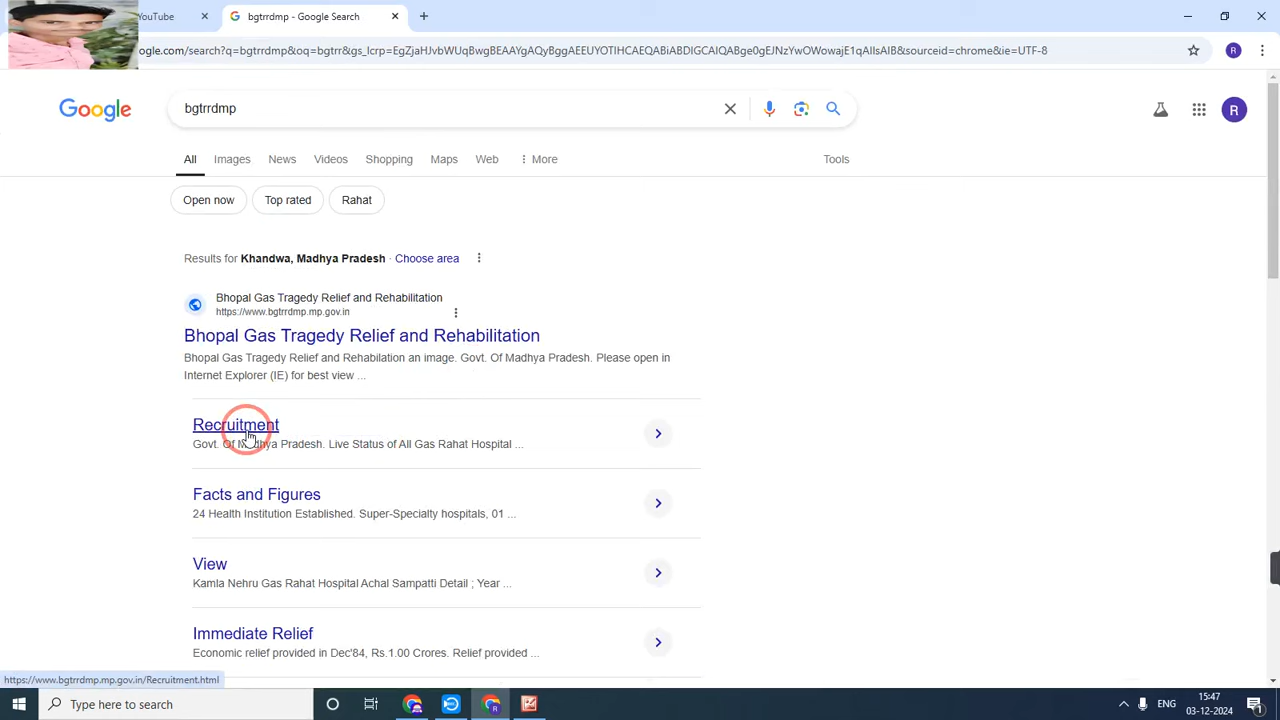 YouTube
bgtrrdmp - Google Search
ogle.com/search?q=bgtrrdmp&oq=bgtrr&gs_lcrp=EgZjaHJvbWUqBwgBEAAYgAQyBggAEEUYOTIHCAEQABiABDIGCAIQABge0gEJNzYwOWowajE1qAIIsAIB&sourceid=chrome&ie=UTF-8
R
Google
bgtrrdmp
R
All Images News Videos Shopping Maps Web More Tools
Open now Top rated Rahat
Results for Khandwa, Madhya Pradesh · Choose area
Bhopal Gas Tragedy Relief and Rehabilitation
https://www.bgtrrdmp.mp.gov.in
Bhopal Gas Tragedy Relief and Rehabilitation
Bhopal Gas Tragedy Relief and Rehabilation an image. Govt. Of Madhya Pradesh. Please open in
Internet Explorer (IE) for best view ...
Recruitment
Govt. Of Madhya Pradesh. Live Status of All Gas Rahat Hospital ...
Facts and Figures
24 Health Institution Established. Super-Specialty hospitals, 01 ...
View
Kamla Nehru Gas Rahat Hospital Achal Sampatti Detail ; Year ...
Immediate Relief
Economic relief provided in Dec'84, Rs.1.00 Crores. Relief provided ...
https://www.bgtrrdmp.mp.gov.in/Recruitment.html
Type here to search
ENG
15:47
03-12-2024